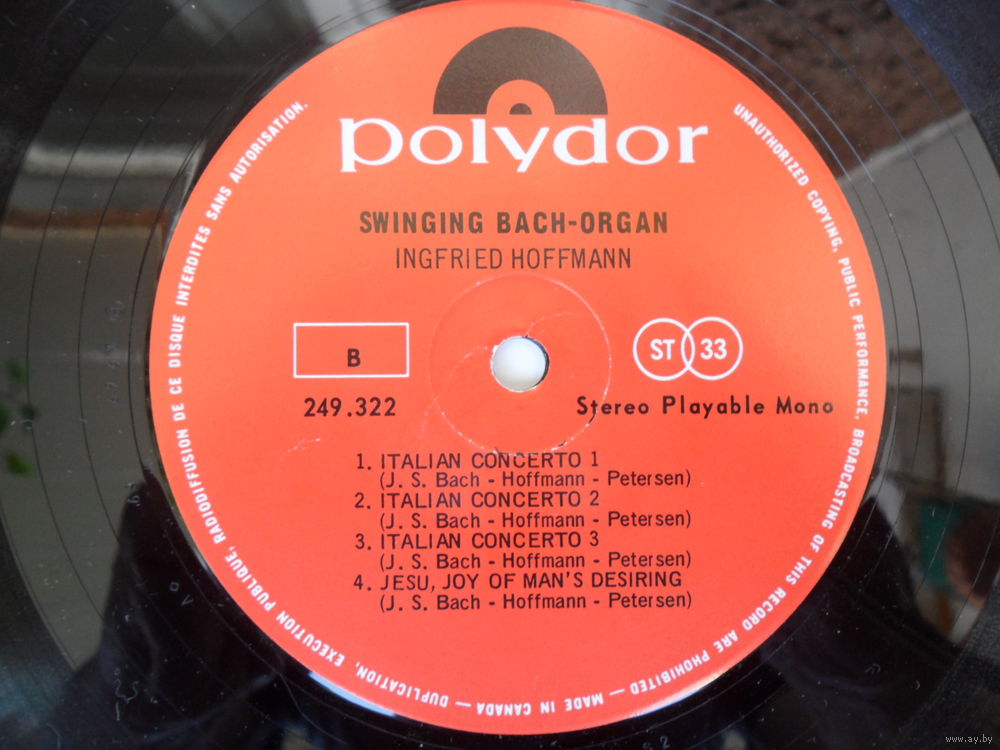 polydor
SWINGING BACH-ORGAN
INGFRIED HOFFMANN
B
249.322
ST 33
Stereo Playable Mono
1. ITALIAN CONCERTO 1
(J. S. Bach - Hoffmann - Petersen)
2. ITALIAN CONCERTO 2
(J. S. Bach - Hoffmann - Petersen)
3. ITALIAN CONCERTO 3
(J. S. Bach - Hoffmann - Petersen)
4. JESU, JOY OF MAN'S DESIRING
(J. S. Bach - Hoffmann - Petersen)
UNAUTHORIZED COPYING, PUBLIC PERFORMANCE, BROADCASTING OF THIS RECORD ARE PROHIBITED — MADE IN CANADA — DUPLICATION, EXECUTION PUBLIQUE, RADIODIFFUSION DE CE DISQUE INTERDITES SANS AUTORISATION.
www.ay.by